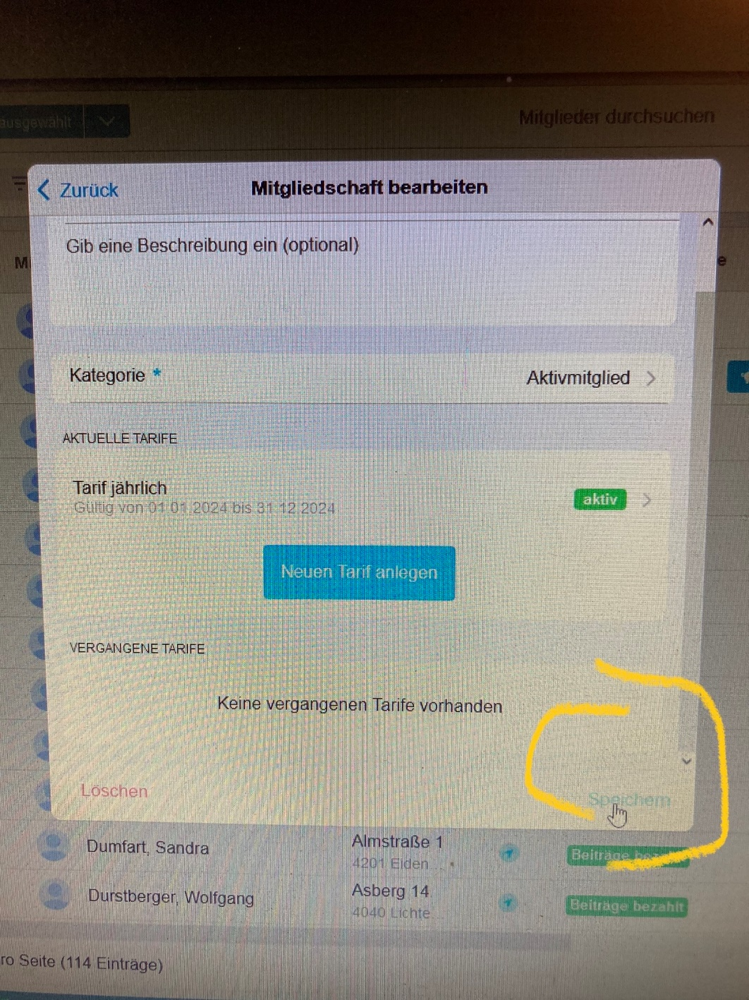 ausgewählt
Mitglieder durchsuchen
Zurück
Mitgliedschaft bearbeiten
Gib eine Beschreibung ein (optional)
Kategorie *
Aktivmitglied
AKTUELLE TARIFE
Tarif jährlich
Gültig von 01.01.2024 bis 31.12.2024
aktiv
Neuen Tarif anlegen
VERGANGENE TARIFE
Keine vergangenen Tarife vorhanden
Löschen
Speichern
Dumfart, Sandra
Almstraße 1
4201 Eiden...
Beiträge bezahlt
Durstberger, Wolfgang
Asberg 14
4040 Lichte...
Beiträge bezahlt
ro Seite (114 Einträge)